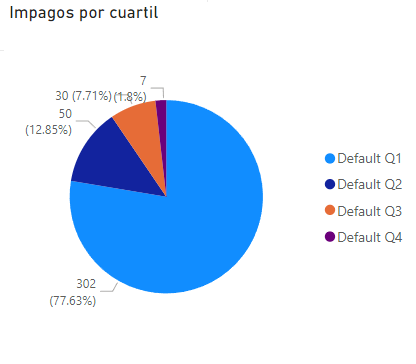 Impagos por cuartil
7
(1.8%)
30 (7.71%)
50
(12.85%)
302
(77.63%)
Default Q1
Default Q2
Default Q3
Default Q4